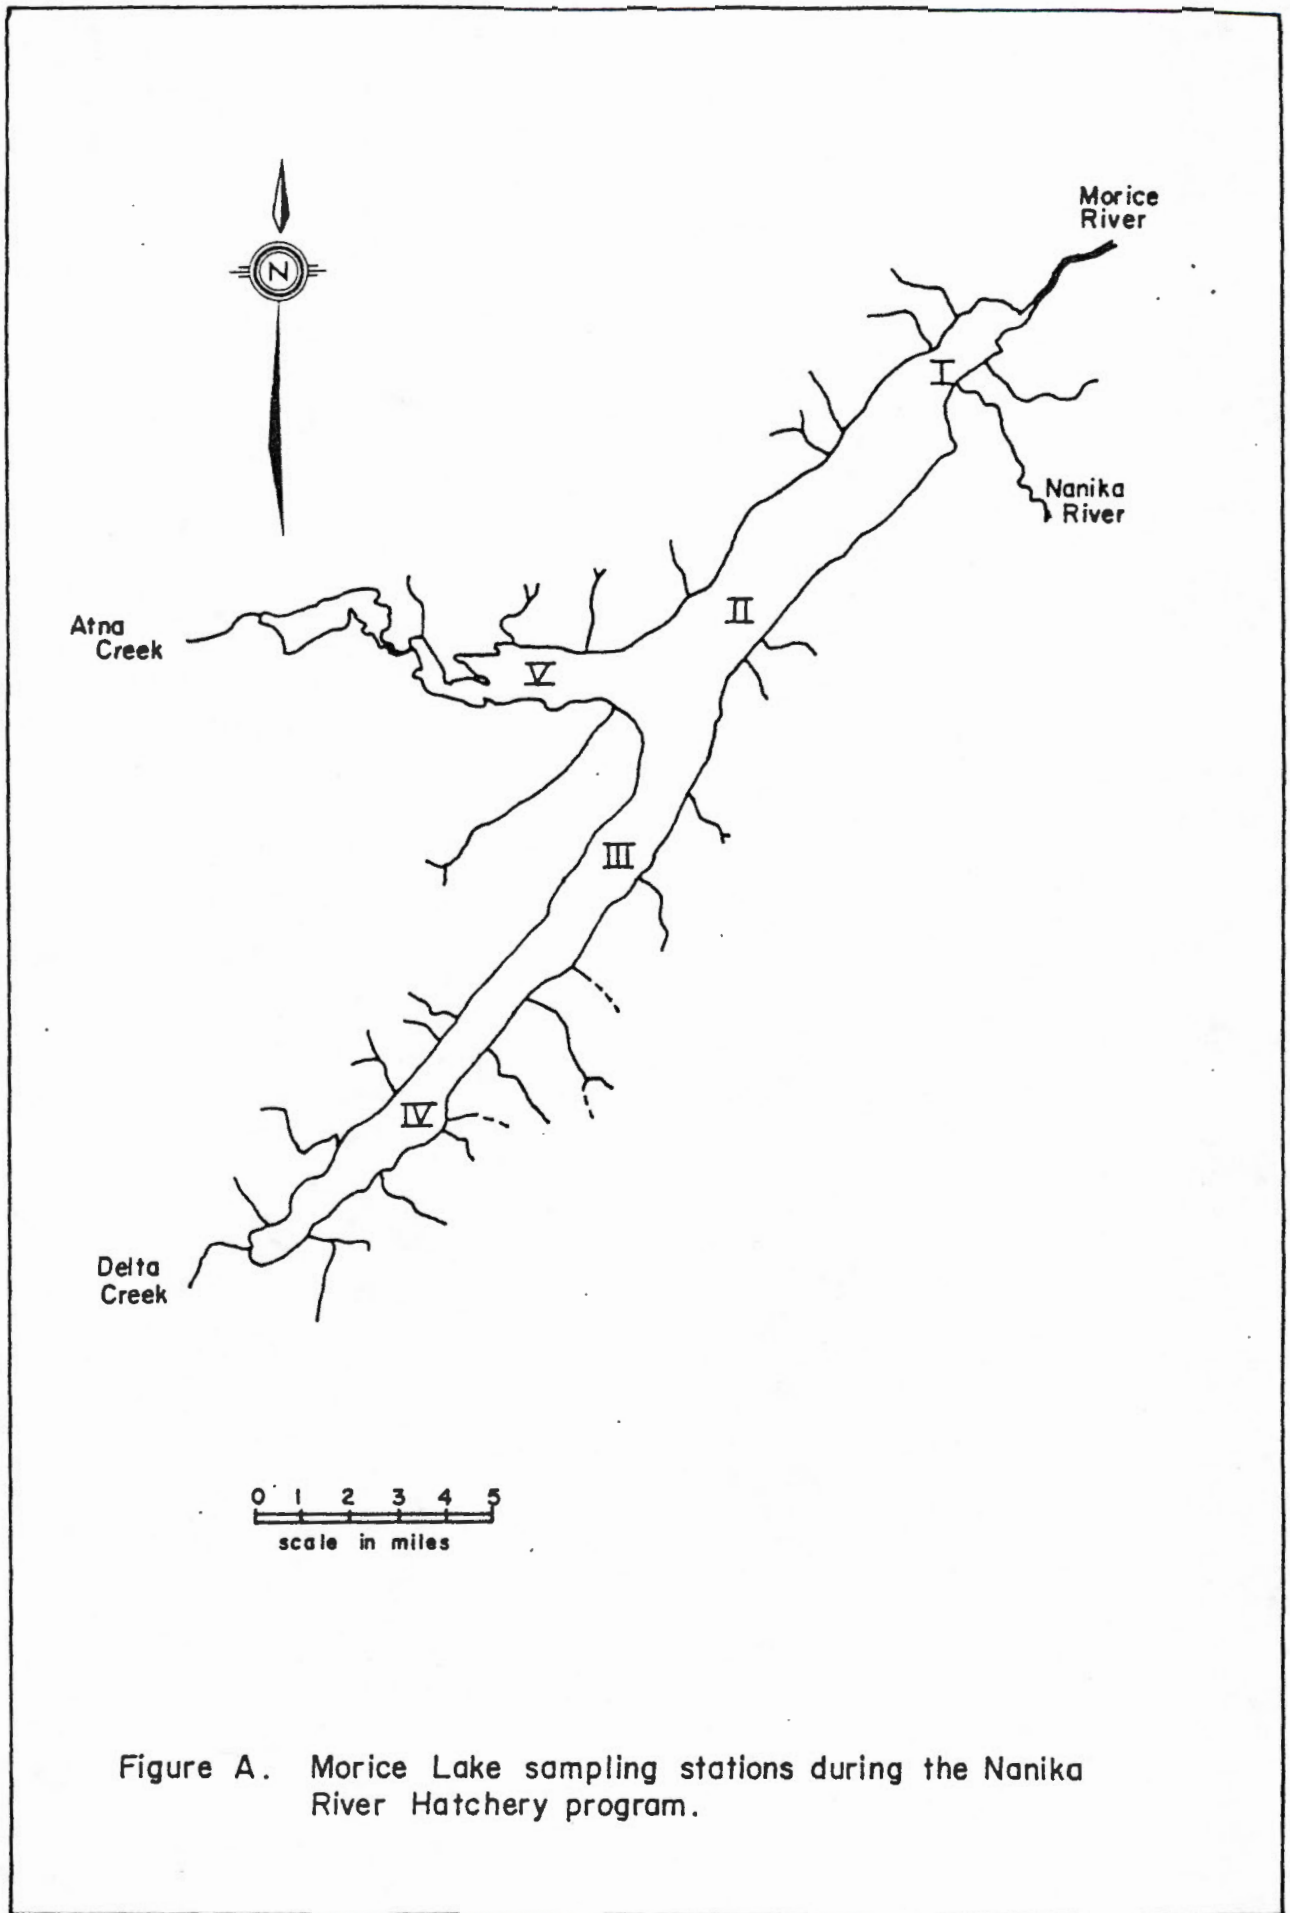 Morice
River
N
I
Nanika
River
II
Atna
Creek
V
III
IV
Delta
Creek
0 1 2 3 4 5
scale in miles
Figure A. Morice Lake sampling stations during the Nanika
River Hatchery program.